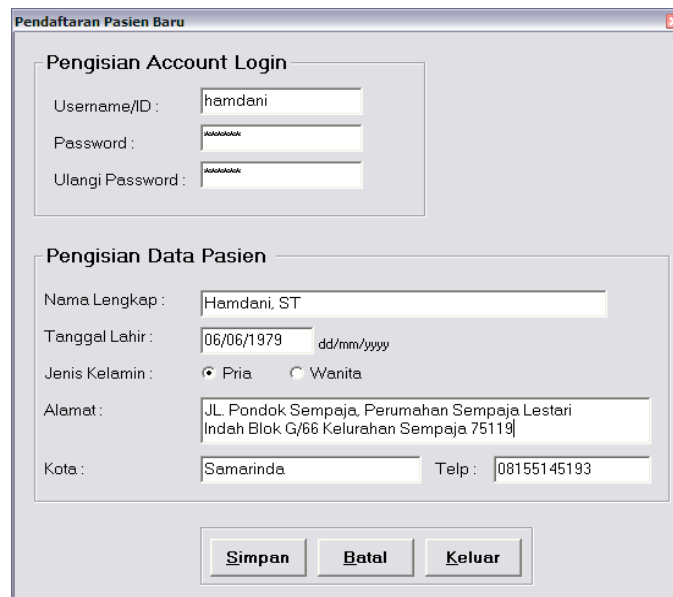 Pendaftaran Pasien Baru
Pengisian Account Login
Username/ID : hamdani
Password : *******
Ulangi Password : *******
Pengisian Data Pasien
Nama Lengkap : Hamdani, ST
Tanggal Lahir : 06/06/1979 dd/mm/yyyy
Jenis Kelamin : Pria Wanita
Alamat : JL. Pondok Sempaja, Perumahan Sempaja Lestari
Indah Blok G/66 Kelurahan Sempaja 75119
Kota : Samarinda Telp : 08155145193
Simpan Batal Keluar